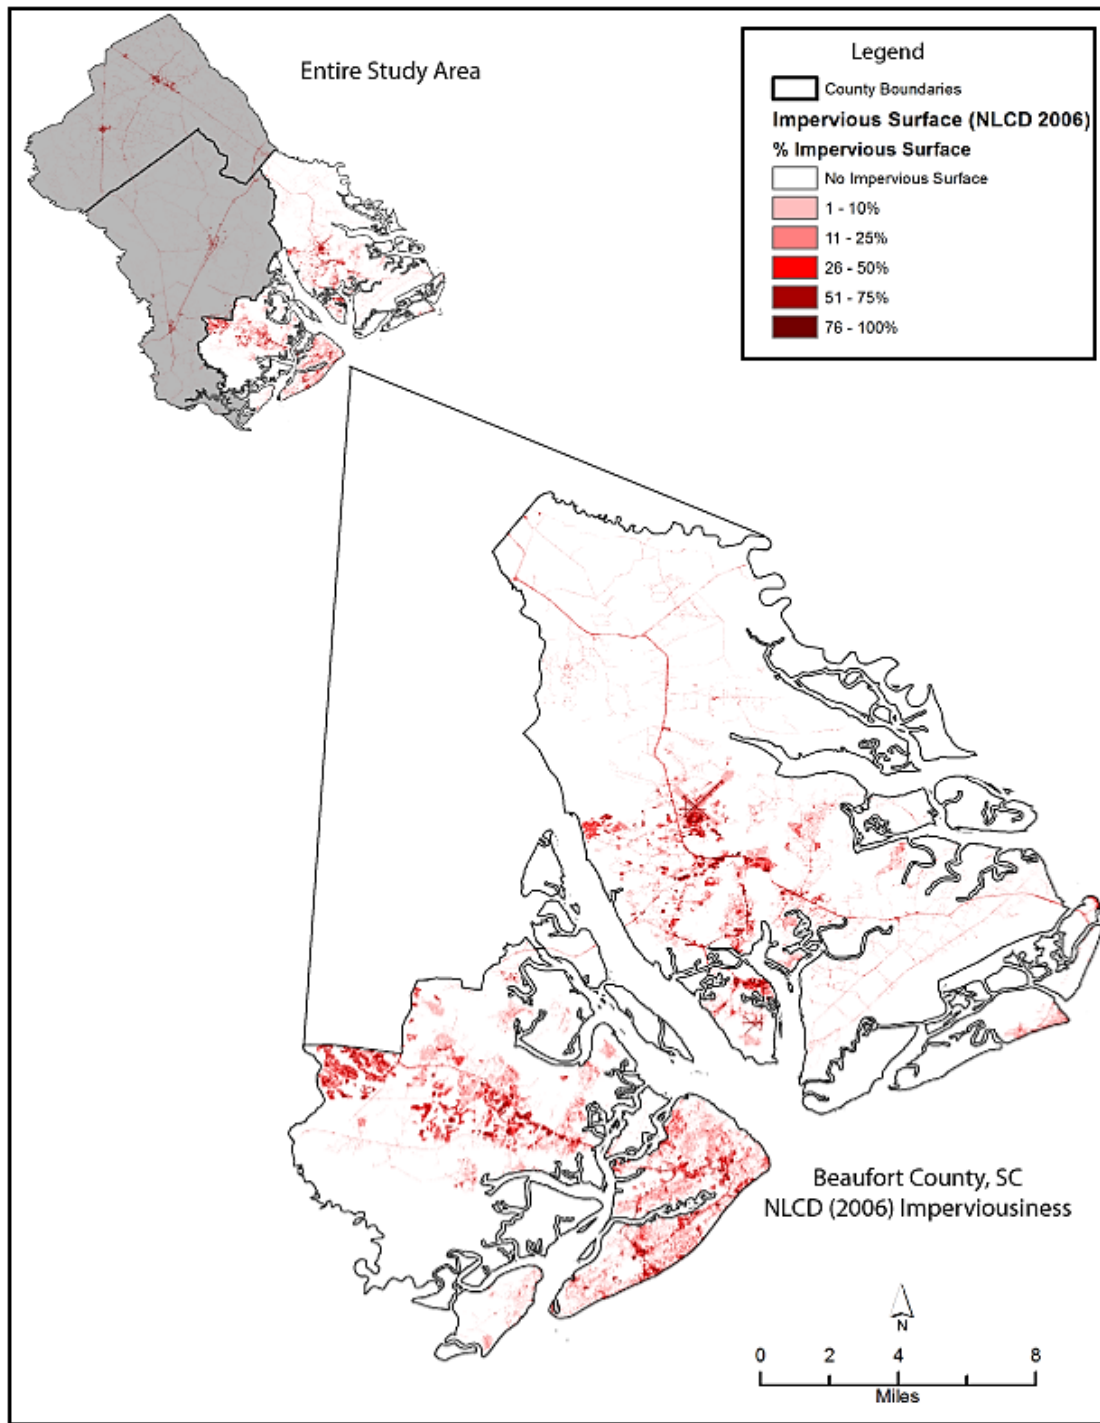 Entire Study Area
Legend
County Boundaries
Impervious Surface (NLCD 2006)
% Impervious Surface
No Impervious Surface
1 - 10%
11 - 25%
26 - 50%
51 - 75%
76 - 100%
Beaufort County, SC
NLCD (2006) Imperviousiness
N
0 2 4 8
Miles